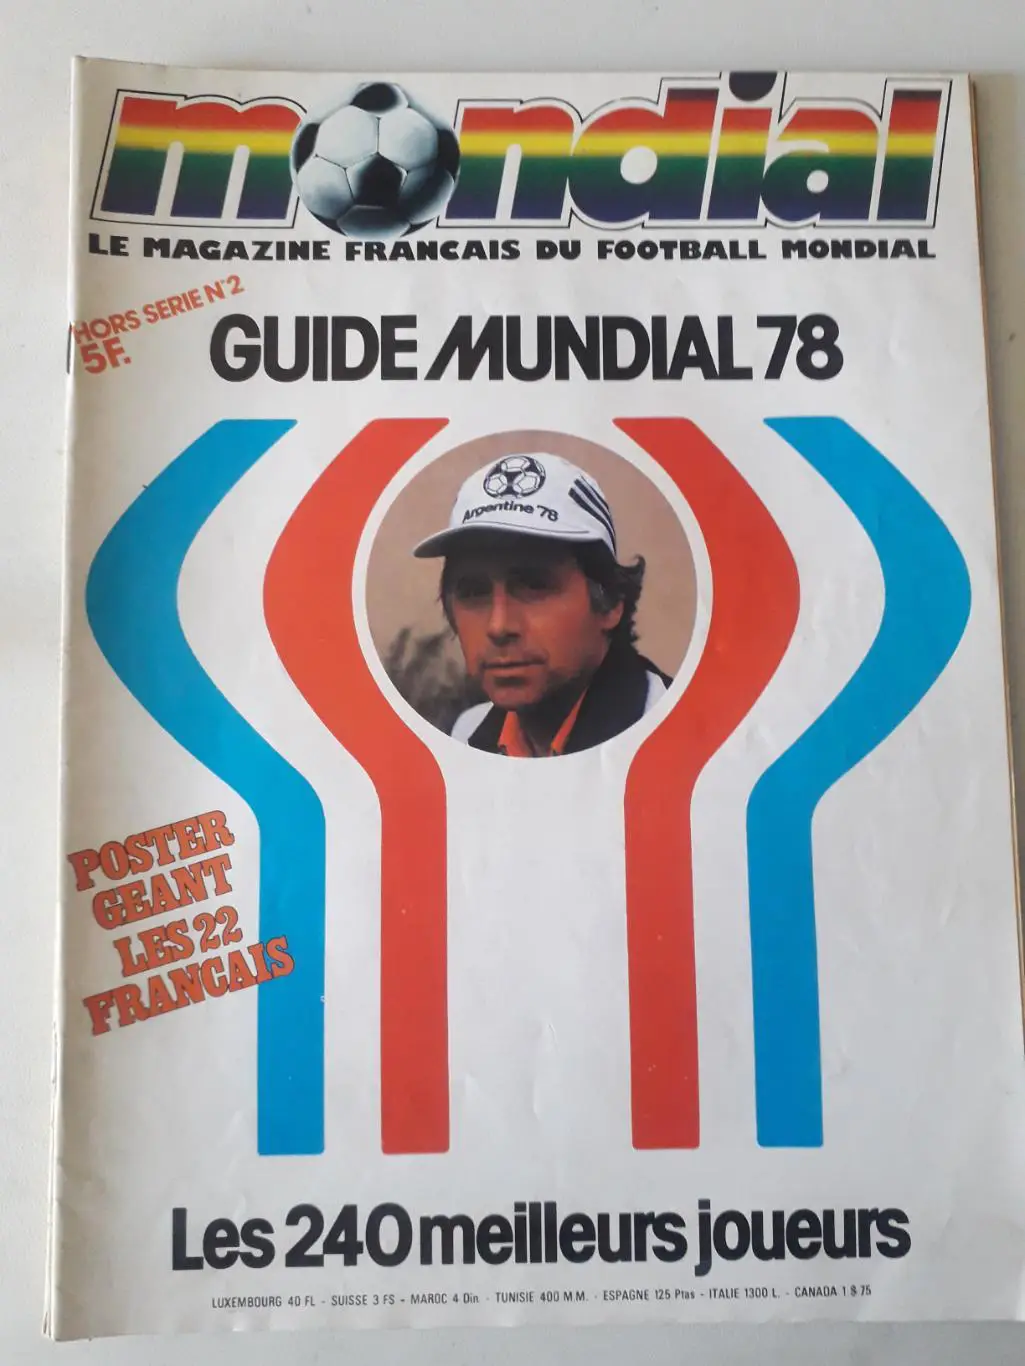 mondial
LE MAGAZINE FRANCAIS DU FOOTBALL MONDIAL
HORS SERIE N°2
5F.
GUIDE MUNDIAL 78
Argentine '78
POSTER
GEANT
LES 22
FRANCAIS
Les 240 meilleurs joueurs
LUXEMBOURG 40 FL - SUISSE 3 FS - MAROC 4 Din - TUNISIE 400 M.M. - ESPAGNE 125 Ptas - ITALIE 1300 L. - CANADA 1 $ 75